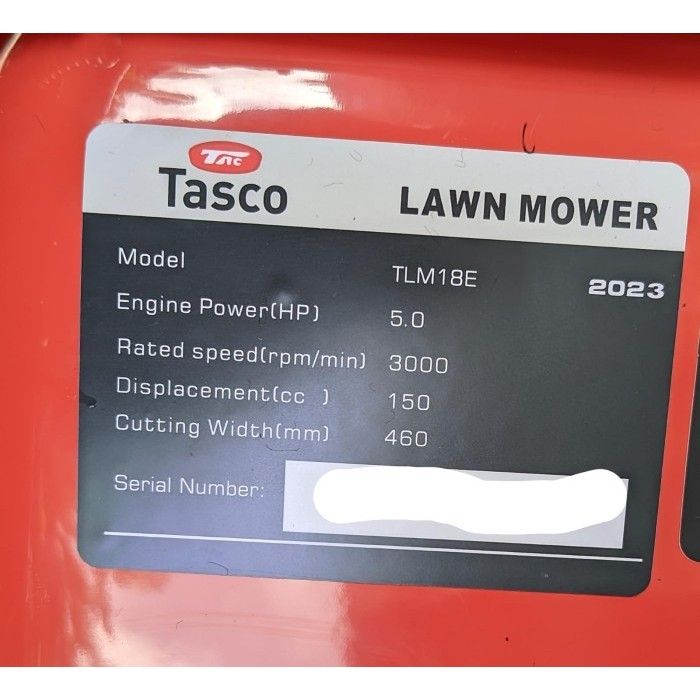 TAC
Tasco LAWN MOWER
Model TLM18E 2023
Engine Power(HP) 5.0
Rated speed(rpm/min) 3000
Displacement(cc ) 150
Cutting Width(mm) 460
Serial Number: